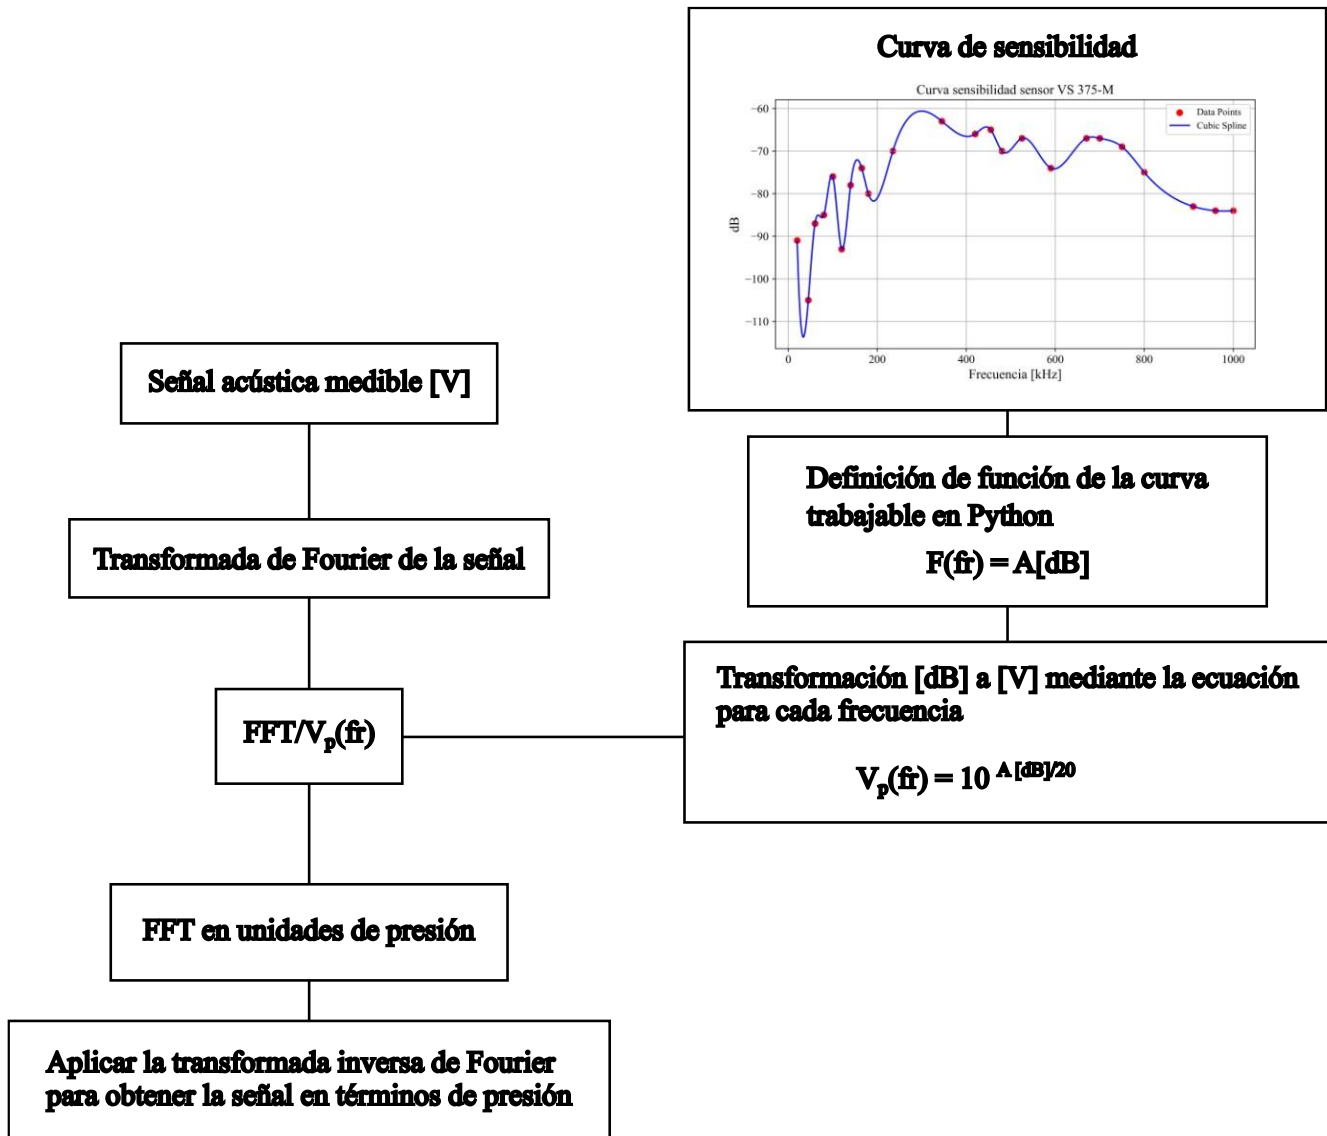 Curva de sensibilidad
Curva sensibilidad sensor VS 375-M
Data Points
Cubic Spline
−60
−70
−80
−90
−100
−110
dB
0 200 400 600 800 1000
Frecuencia [kHz]
Señal acústica medible [V]
Definición de función de la curva
trabajable en Python
F(fr) = A[dB]
Transformada de Fourier de la señal
Transformación [dB] a [V] mediante la ecuación
para cada frecuencia
Vₚ(fr) = 10 ᴬ [dB]/20
FFT/Vₚ(fr)
FFT en unidades de presión
Aplicar la transformada inversa de Fourier
para obtener la señal en términos de presión